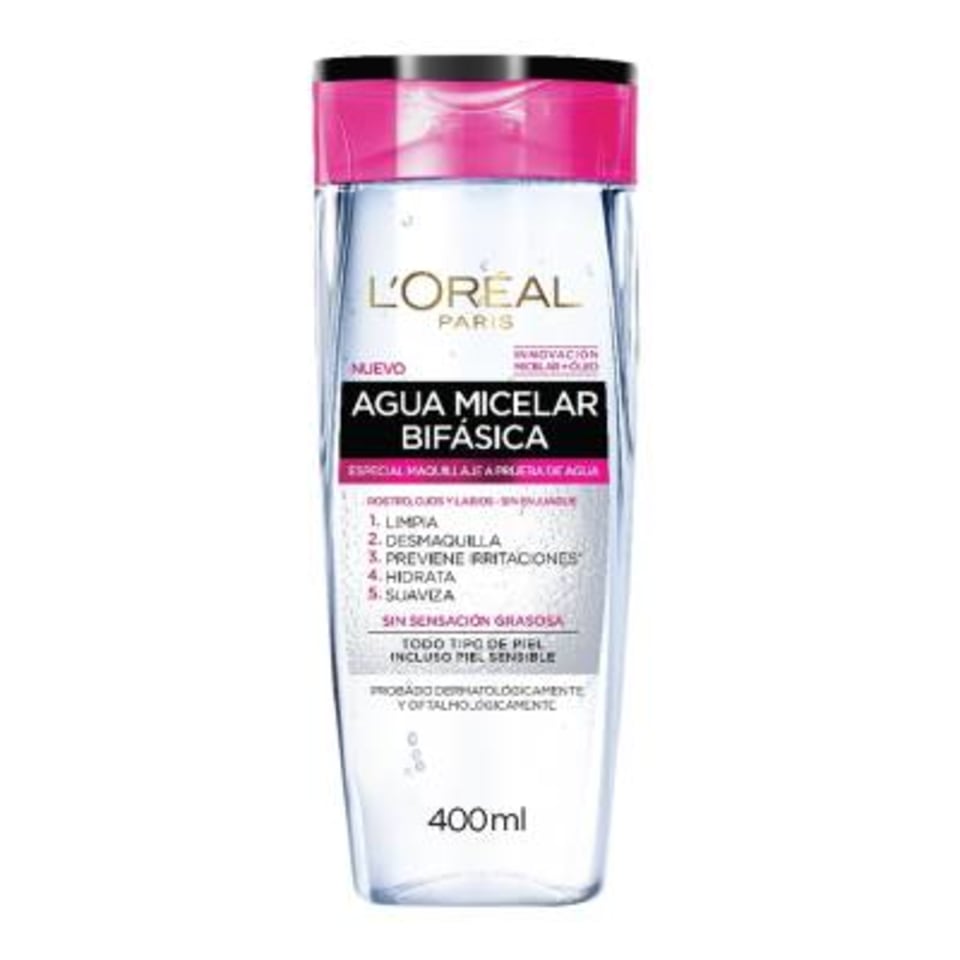 L'ORÉAL
PARIS
NUEVO
INNOVACIÓN
MICELAR + ÓLEO
AGUA MICELAR
BIFÁSICA
ESPECIAL MAQUILLAJE A PRUEBA DE AGUA
ROSTRO, OJOS Y LABIOS - SIN ENJUAGUE
1. LIMPIA
2. DESMAQUILLA
3. PREVIENE IRRITACIONES*
4. HIDRATA
5. SUAVIZA
SIN SENSACIÓN GRASOSA
TODO TIPO DE PIEL
INCLUSO PIEL SENSIBLE
PROBADO DERMATOLÓGICAMENTE
Y OFTALMOLÓGICAMENTE
400ml